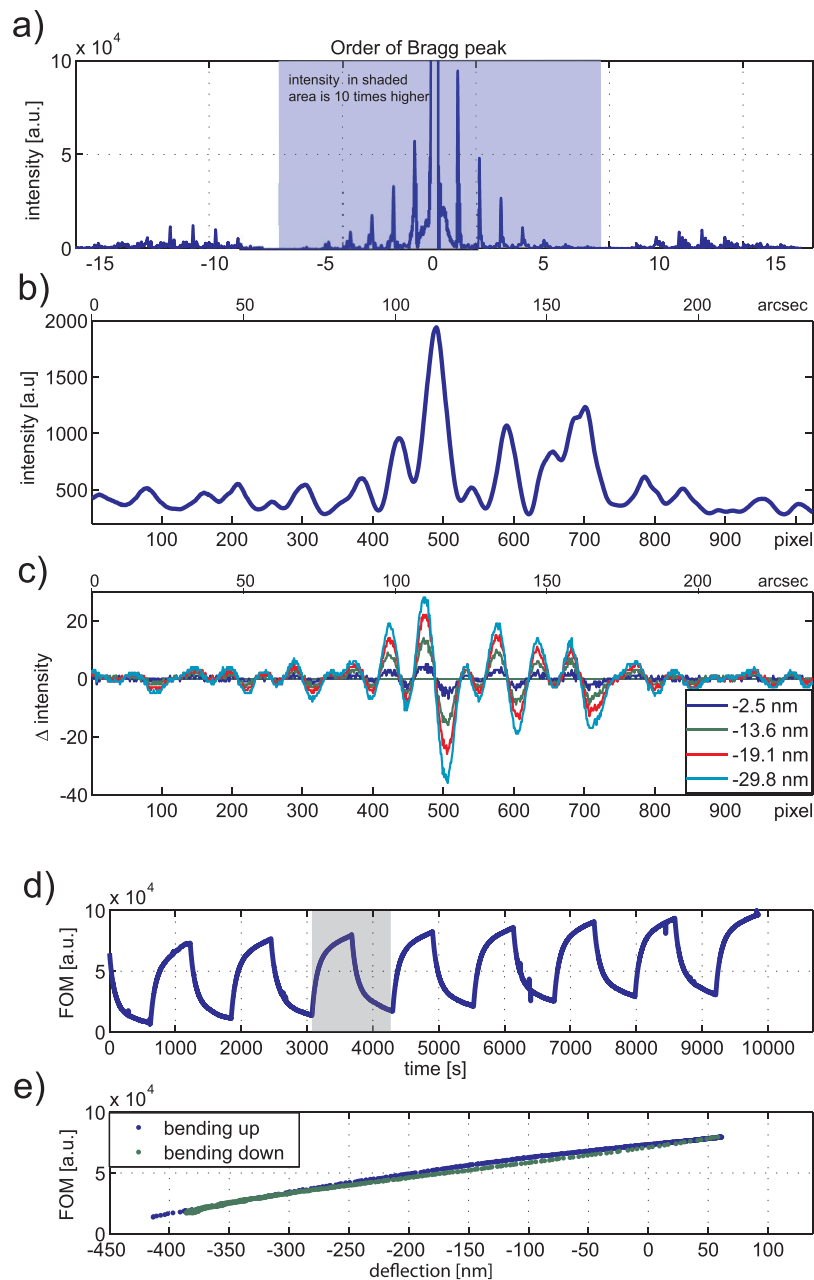 a)
x 10⁴
Order of Bragg peak
10
5
0
intensity [a.u.]
intensity in shaded
area is 10 times higher
-15 -10 -5 0 5 10 15
b)
0 50 100 150 200 arcsec
2000
1500
1000
500
intensity [a.u]
100 200 300 400 500 600 700 800 900 pixel
c)
0 50 100 150 200 arcsec
20
0
-20
-40
Δ intensity
-2.5 nm
-13.6 nm
-19.1 nm
-29.8 nm
100 200 300 400 500 600 700 800 900 pixel
d)
x 10⁴
10
5
0
FOM [a.u.]
0 1000 2000 3000 4000 5000 6000 7000 8000 9000 10000
time [s]
e)
x 10⁴
10
5
0
FOM [a.u.]
bending up
bending down
-450 -400 -350 -300 -250 -200 -150 -100 -50 0 50 100
deflection [nm]